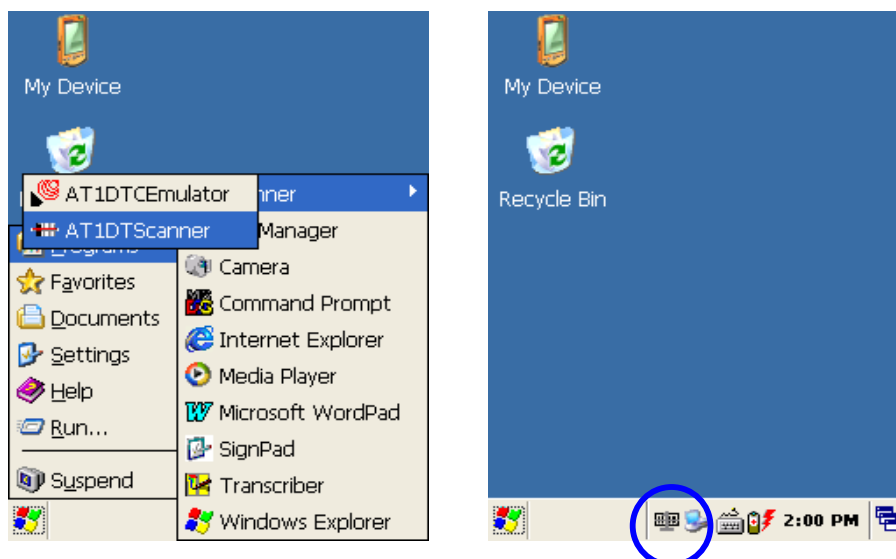 My Device
AT1DTCEmulator
nner
AT1DTScanner
Manager
Programs
Camera
Favorites
Command Prompt
Documents
Internet Explorer
Settings
Media Player
Help
Microsoft WordPad
Run...
SignPad
Suspend
Transcriber
Windows Explorer
My Device
Recycle Bin
2:00 PM